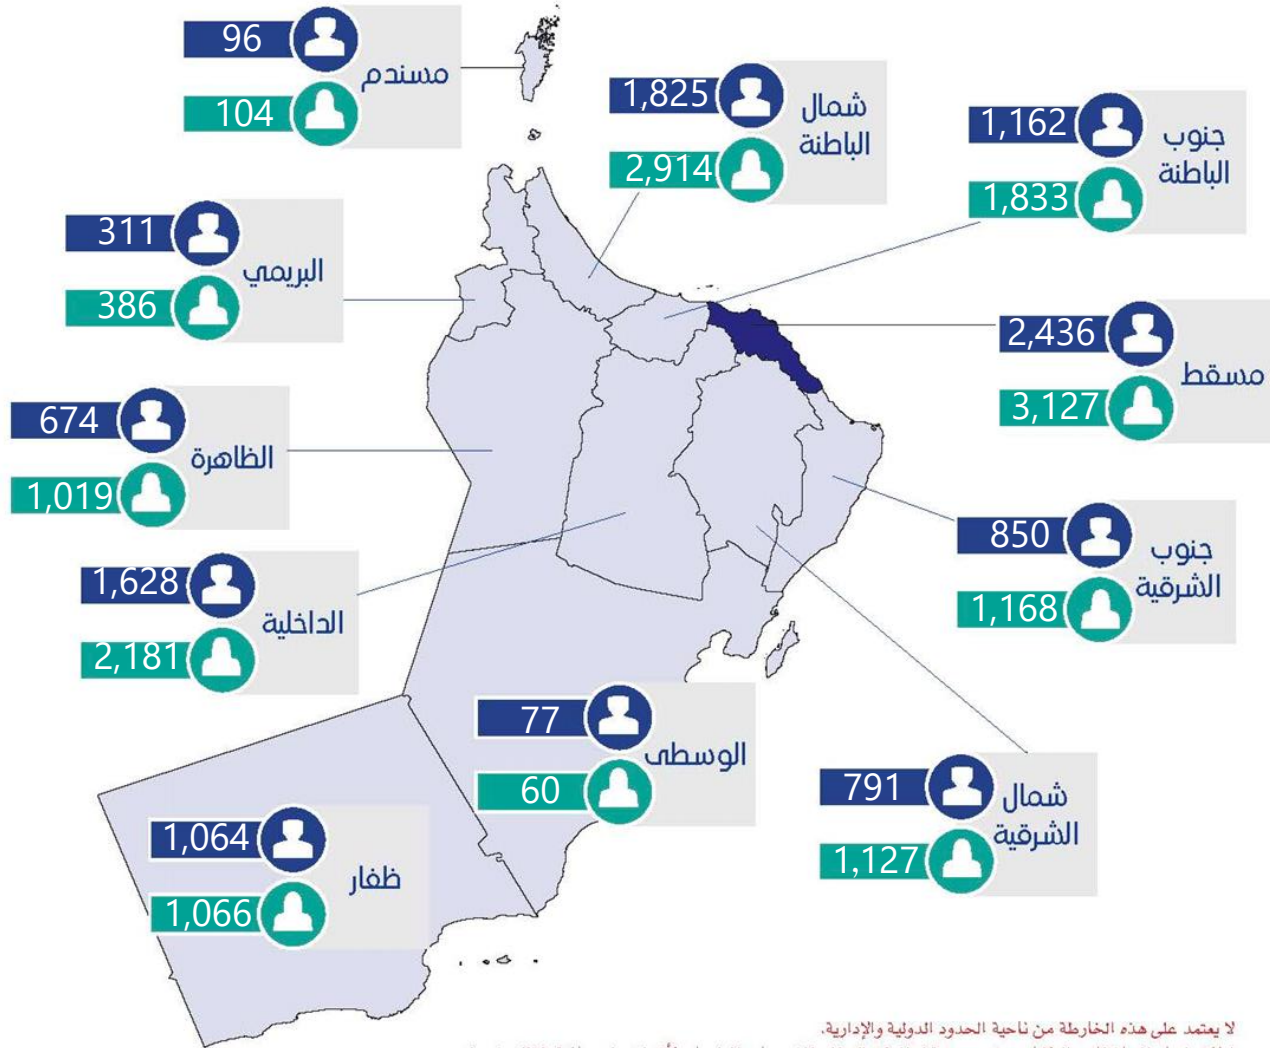 96
مسندم
104
1,825
شمال
الباطنة
2,914
1,162
جنوب
الباطنة
1,833
311
البريمي
386
2,436
مسقط
3,127
674
الظاهرة
1,019
850
جنوب
الشرقية
1,168
1,628
الداخلية
2,181
77
الوسطى
60
791
شمال
الشرقية
1,127
1,064
ظفار
1,066
لا يعتمد على هذه الخارطة من ناحية الحدود الدولية والإدارية.